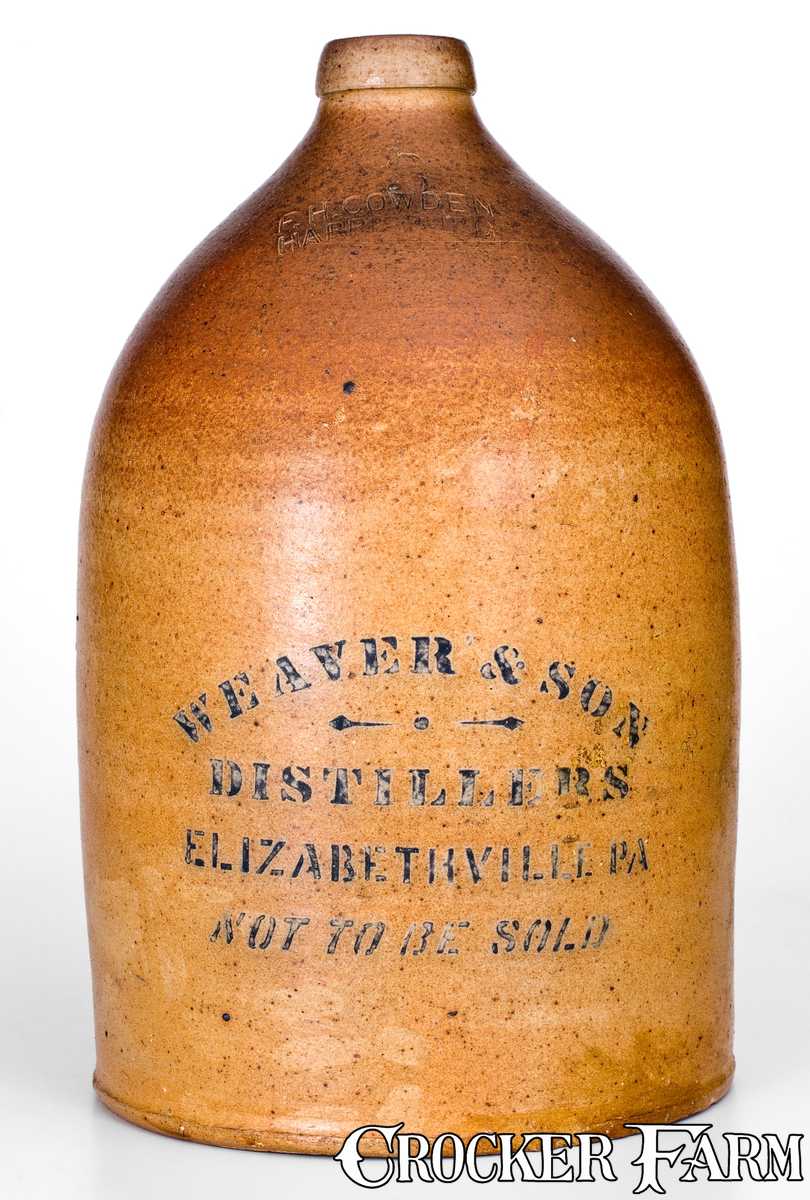 F. H. COWDEN
WEAVER & SON
DISTILLERS
ELIZABETHVILLE PA
NOT TO BE SOLD
CROCKER FARM